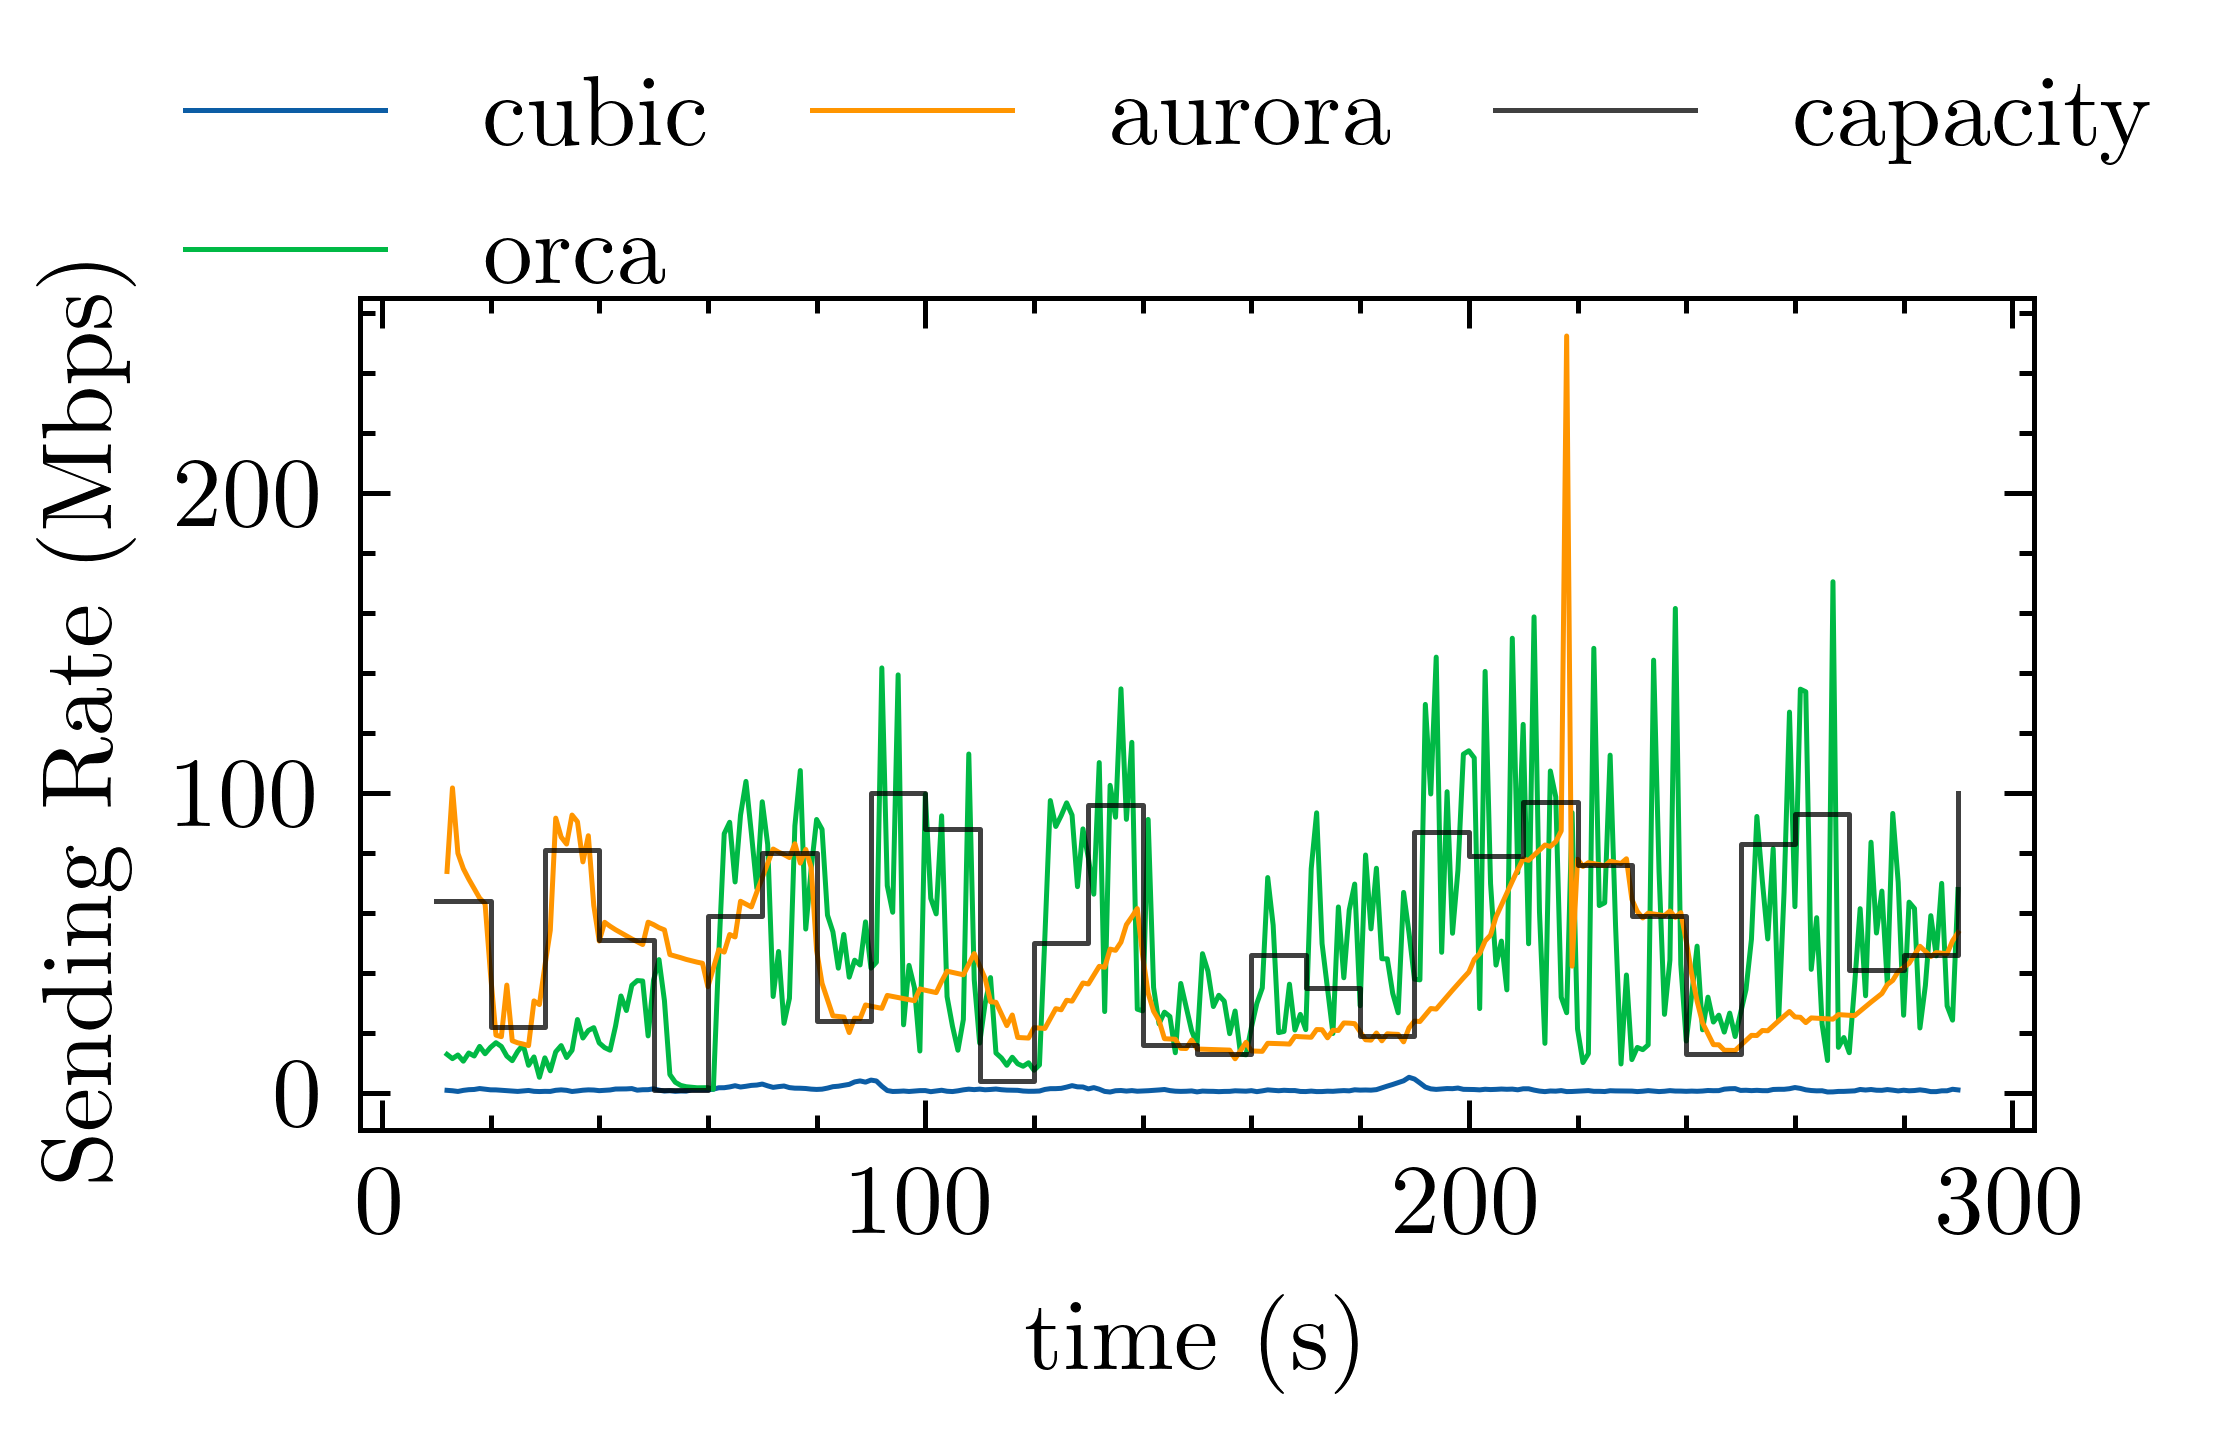 cubic aurora capacity
orca
Sending Rate (Mbps)
200
100
0
0 100 200 300
time (s)